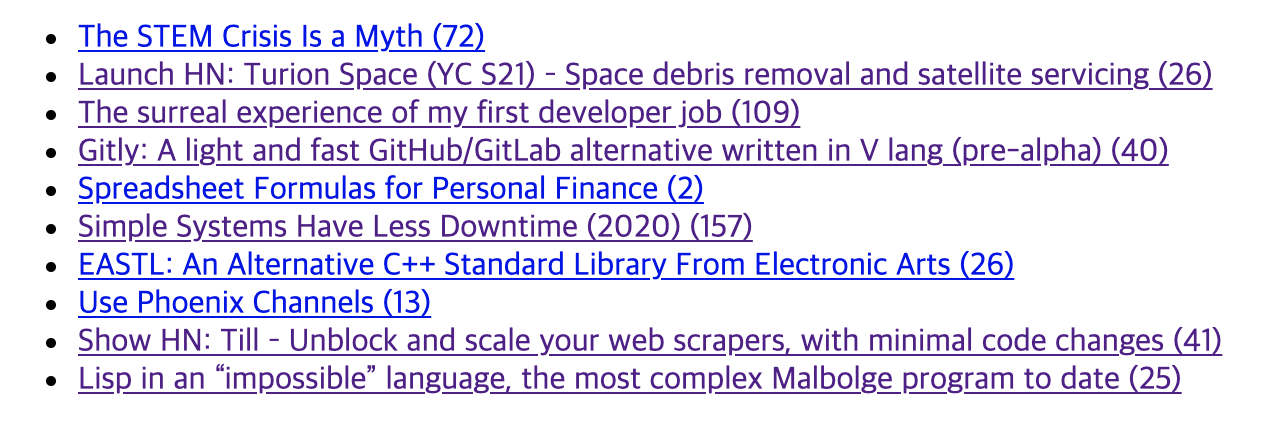 The STEM Crisis Is a Myth (72)
Launch HN: Turion Space (YC S21) - Space debris removal and satellite servicing (26)
The surreal experience of my first developer job (109)
Gitly: A light and fast GitHub/GitLab alternative written in V lang (pre-alpha) (40)
Spreadsheet Formulas for Personal Finance (2)
Simple Systems Have Less Downtime (2020) (157)
EASTL: An Alternative C++ Standard Library From Electronic Arts (26)
Use Phoenix Channels (13)
Show HN: Till - Unblock and scale your web scrapers, with minimal code changes (41)
Lisp in an “impossible” language, the most complex Malbolge program to date (25)